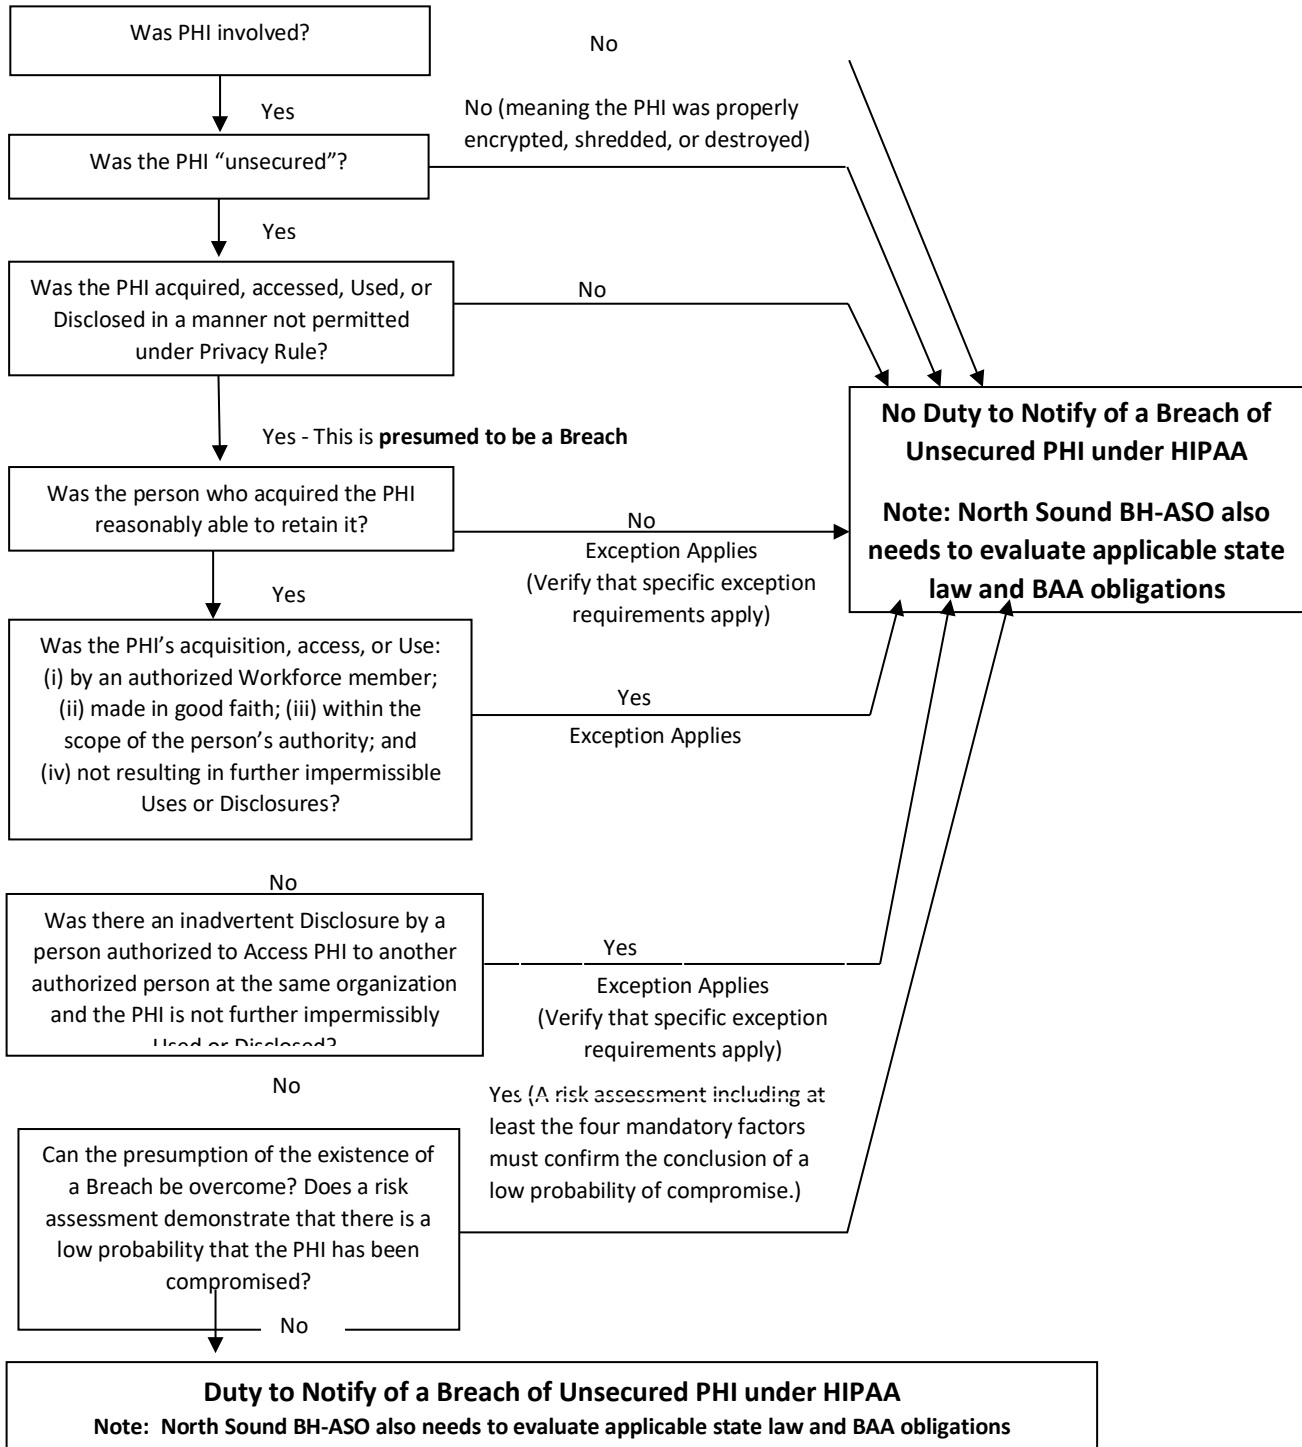 Was PHI involved?
No
Yes
No (meaning the PHI was properly
encrypted, shredded, or destroyed)
Was the PHI “unsecured”?
Yes
Was the PHI acquired, accessed, Used, or
Disclosed in a manner not permitted
under Privacy Rule?
No
Yes - This is presumed to be a Breach
No Duty to Notify of a Breach of
Unsecured PHI under HIPAA
Note: North Sound BH-ASO also
needs to evaluate applicable state
law and BAA obligations
Was the person who acquired the PHI
reasonably able to retain it?
No
Exception Applies
(Verify that specific exception
requirements apply)
Yes
Was the PHI’s acquisition, access, or Use:
(i) by an authorized Workforce member;
(ii) made in good faith; (iii) within the
scope of the person’s authority; and
(iv) not resulting in further impermissible
Uses or Disclosures?
Yes
Exception Applies
No
Was there an inadvertent Disclosure by a
person authorized to Access PHI to another
authorized person at the same organization
and the PHI is not further impermissibly
Used or Disclosed?
Yes
Exception Applies
(Verify that specific exception
requirements apply)
No
Yes (A risk assessment including at
least the four mandatory factors
must confirm the conclusion of a
low probability of compromise.)
Can the presumption of the existence of
a Breach be overcome? Does a risk
assessment demonstrate that there is a
low probability that the PHI has been
compromised?
No
Duty to Notify of a Breach of Unsecured PHI under HIPAA
Note: North Sound BH-ASO also needs to evaluate applicable state law and BAA obligations